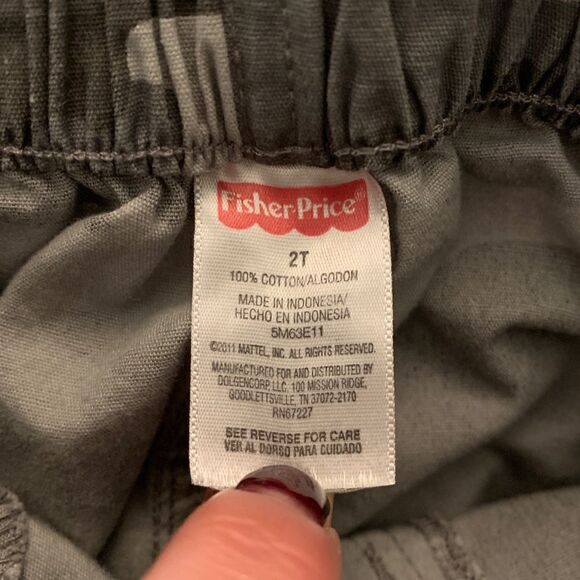 Fisher-Price
2T
100% COTTON/ALGODON
MADE IN INDONESIA/
HECHO EN INDONESIA
5M63E11
©2011 MATTEL, INC. ALL RIGHTS RESERVED.
MANUFACTURED FOR AND DISTRIBUTED BY
DOLGENCORP, LLC, 100 MISSION RIDGE,
GOODLETTSVILLE, TN 37072-2170
RN67227
SEE REVERSE FOR CARE
VER AL DORSO PARA CUIDADO